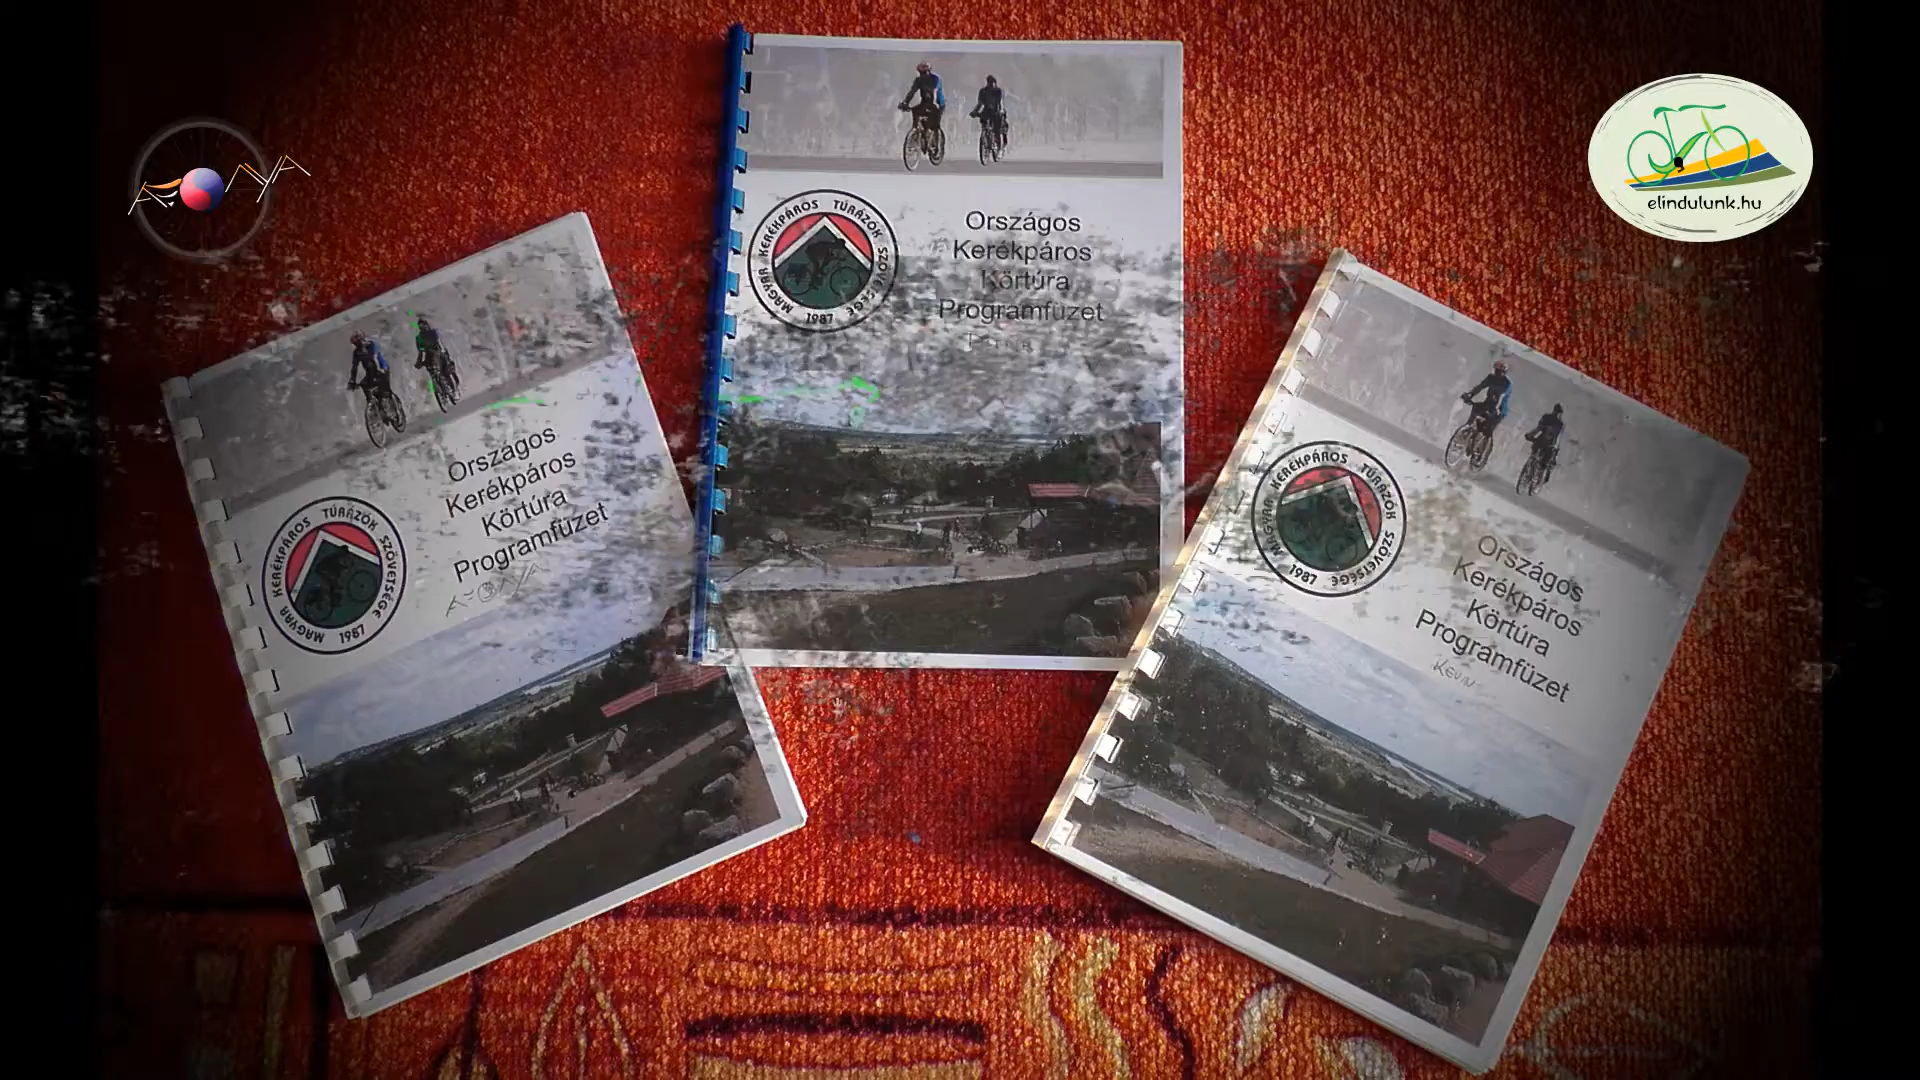 elindulunk.hu
Országos
Kerékpáros
Körtúra
Programfüzet
MAGYAR KERÉKPÁROS TÚRÁZÓK SZÖVETSÉGE
1987
Országos
Kerékpáros
Körtúra
Programfüzet
MAGYAR KERÉKPÁROS TÚRÁZÓK SZÖVETSÉGE
1987
Országos
Kerékpáros
Körtúra
Programfüzet
KEVIN
MAGYAR KERÉKPÁROS TÚRÁZÓK SZÖVETSÉGE
1987